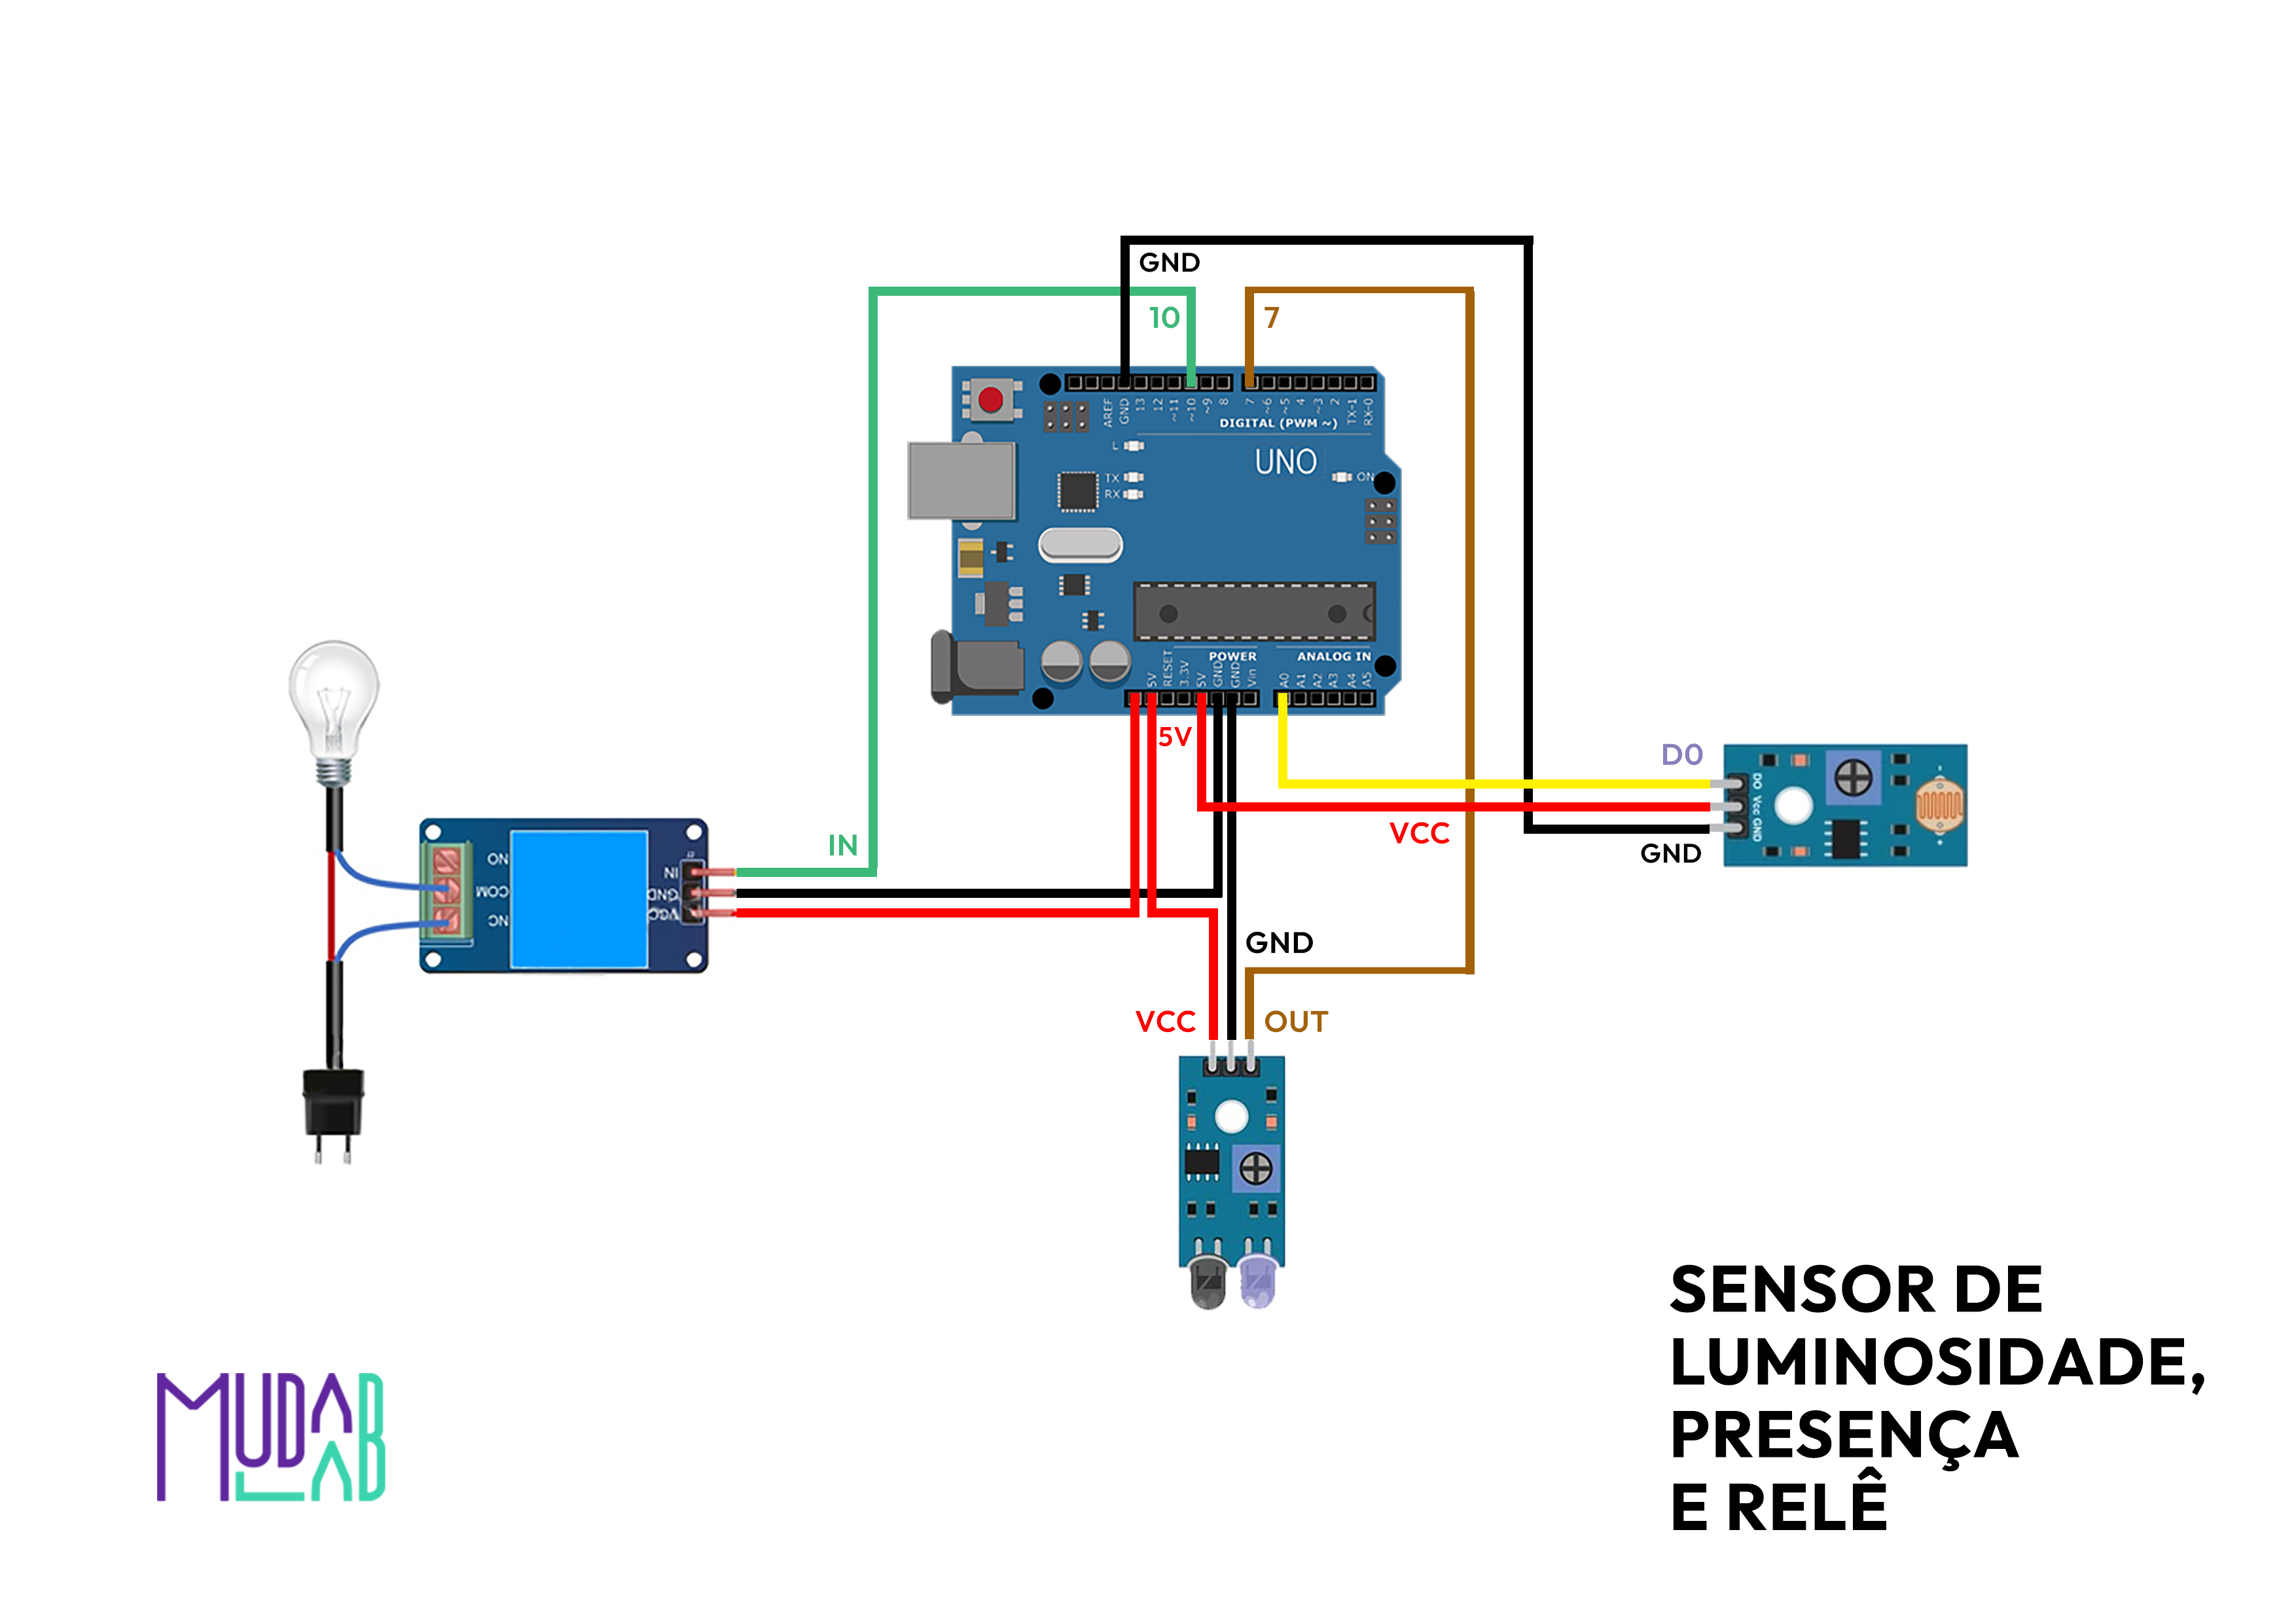 GND
10
7
AREF
GND
13
12
~11
~10
~9
8
7
~6
~5
4
~3
2
TX-1
RX-0
DIGITAL (PWM ~)
L
UNO
TX
RX
ON
POWER
ANALOG IN
5V
RESET
3.3V
5V
GND
GND
Vin
A0
A1
A2
A3
A4
A5
5V
D0
DO
Vcc
GND
-
+
VCC
GND
IN
NO
COM
NC
IN
GND
VCC
GND
VCC
OUT
SENSOR DE
LUMINOSIDADE,
PRESENÇA
E RELÊ
MUDA
LAB